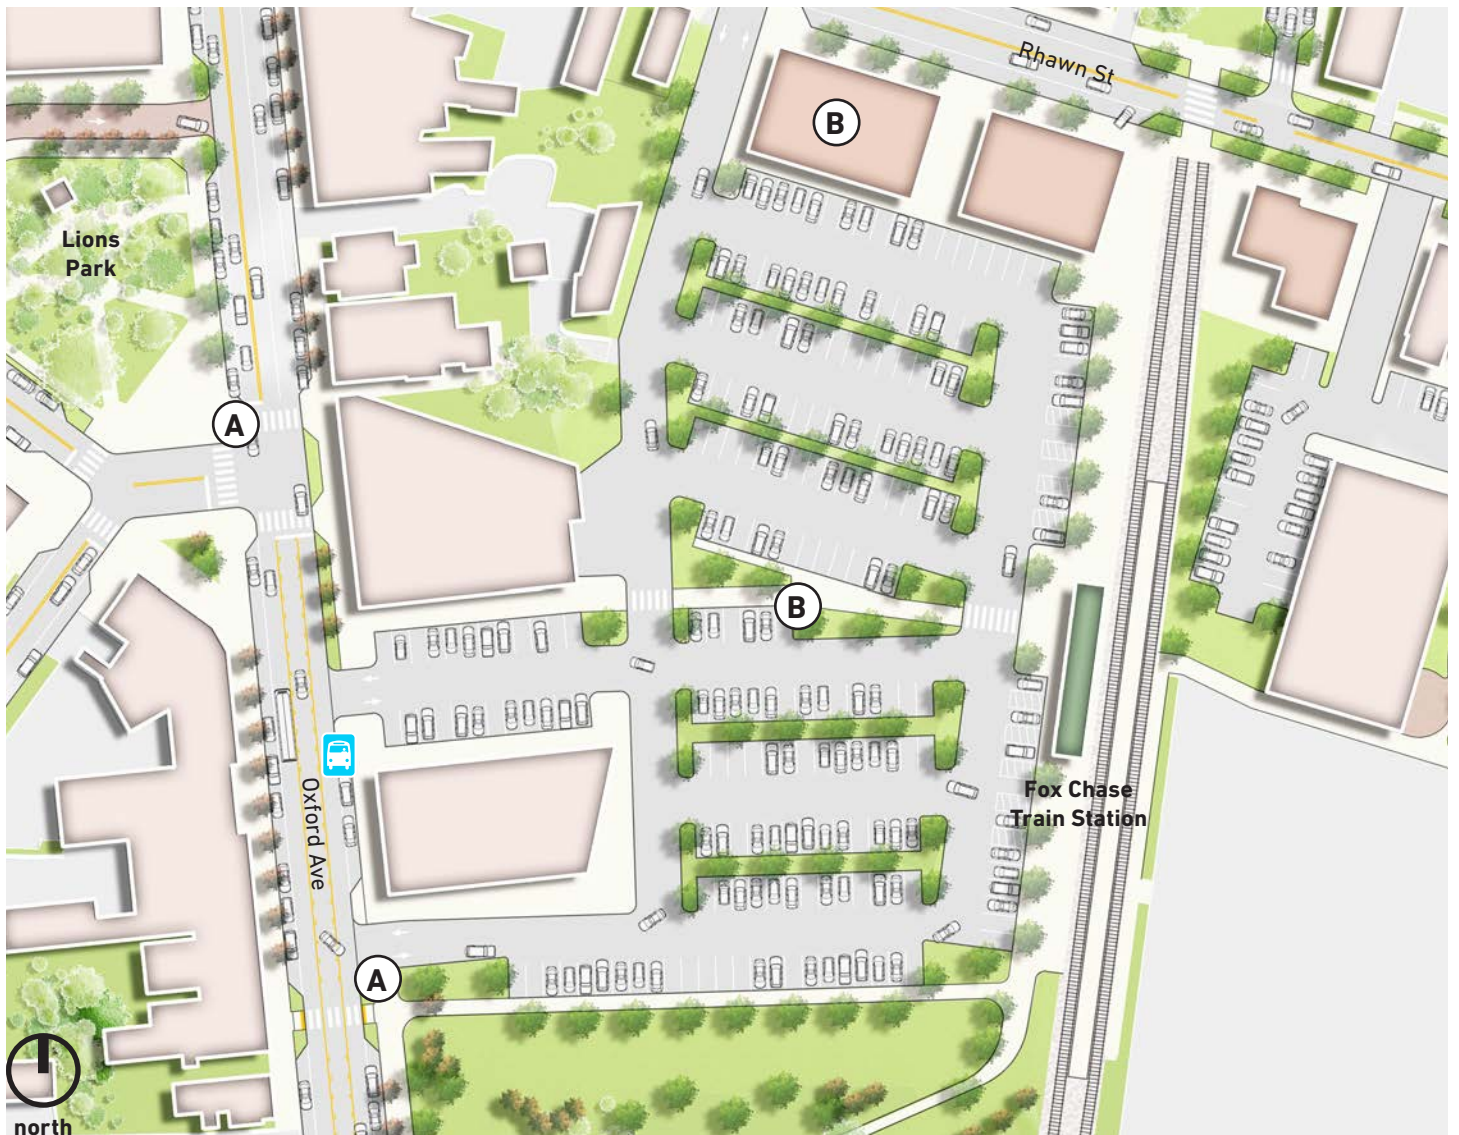 Rhawn St
B
Lions
Park
A
B
Fox Chase
Train Station
Oxford Ave
A
north